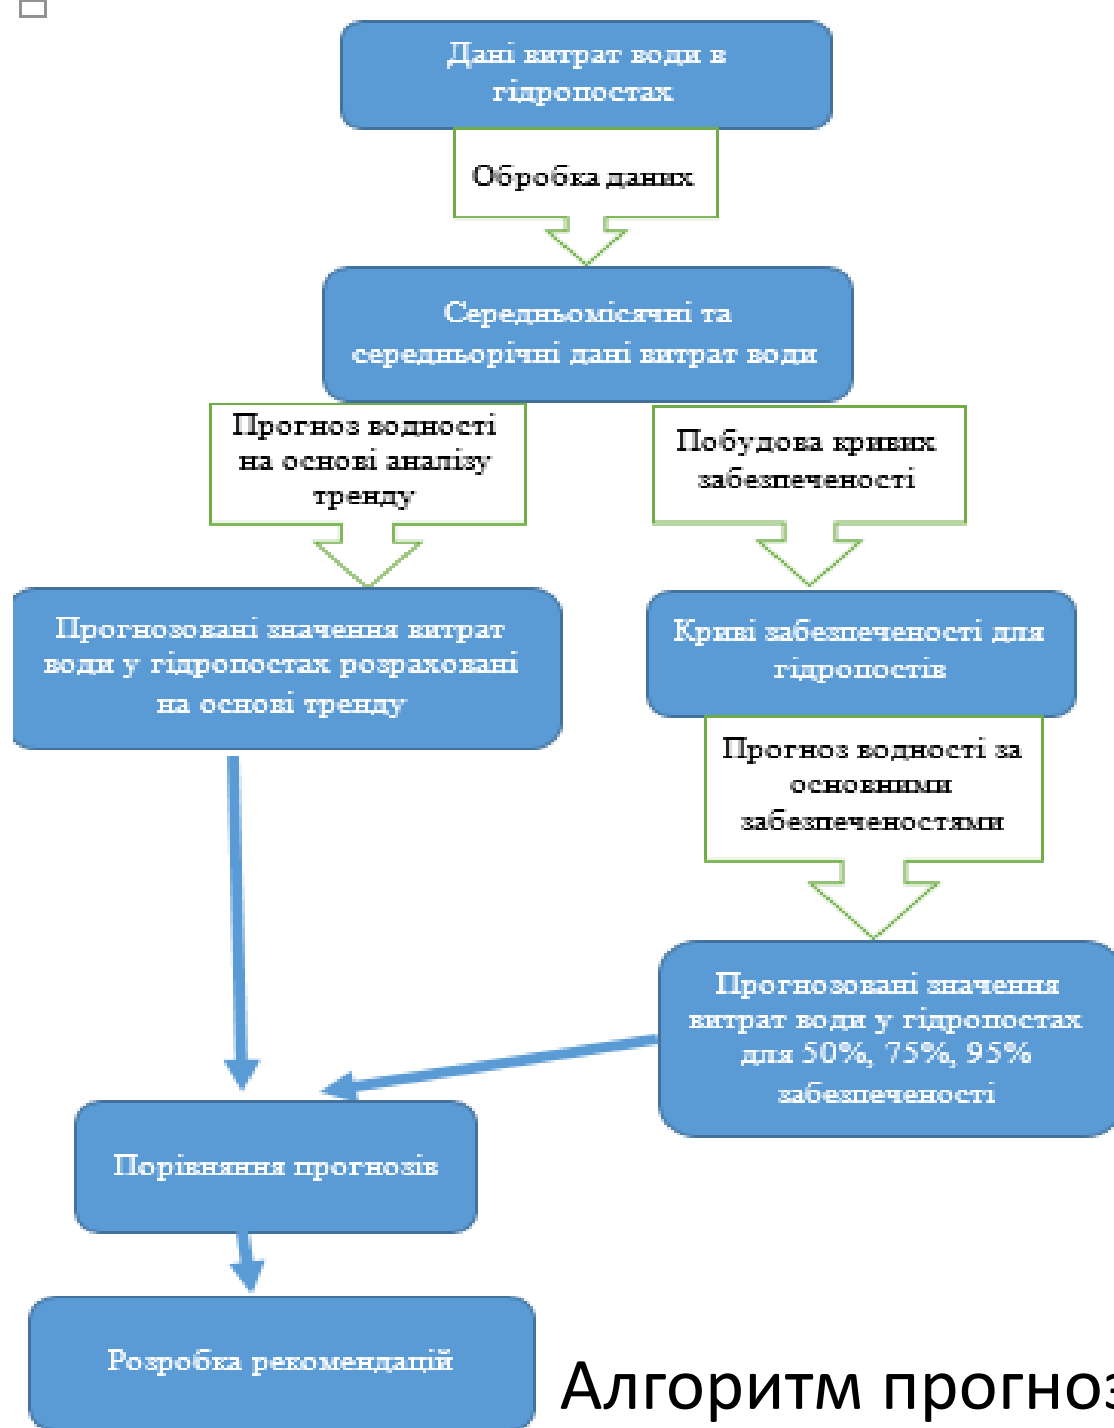 Дані витрат води в
гідропостах
Обробка даних
Середньомісячні та
середньорічні дані витрат води
Прогноз водності
на основі аналізу
тренду
Побудова кривих
забезпеченості
Прогнозовані значення витрат
води у гідропостах розраховані
на основі тренду
Криві забезпеченості для
гідропостів
Прогноз водності за
основними
забезпеченостями
Прогнозовані значення
витрат води у гідропостах
для 50%, 75%, 95%
забезпеченості
Порівняння прогнозів
Розробка рекомендацій
Алгоритм прогноз